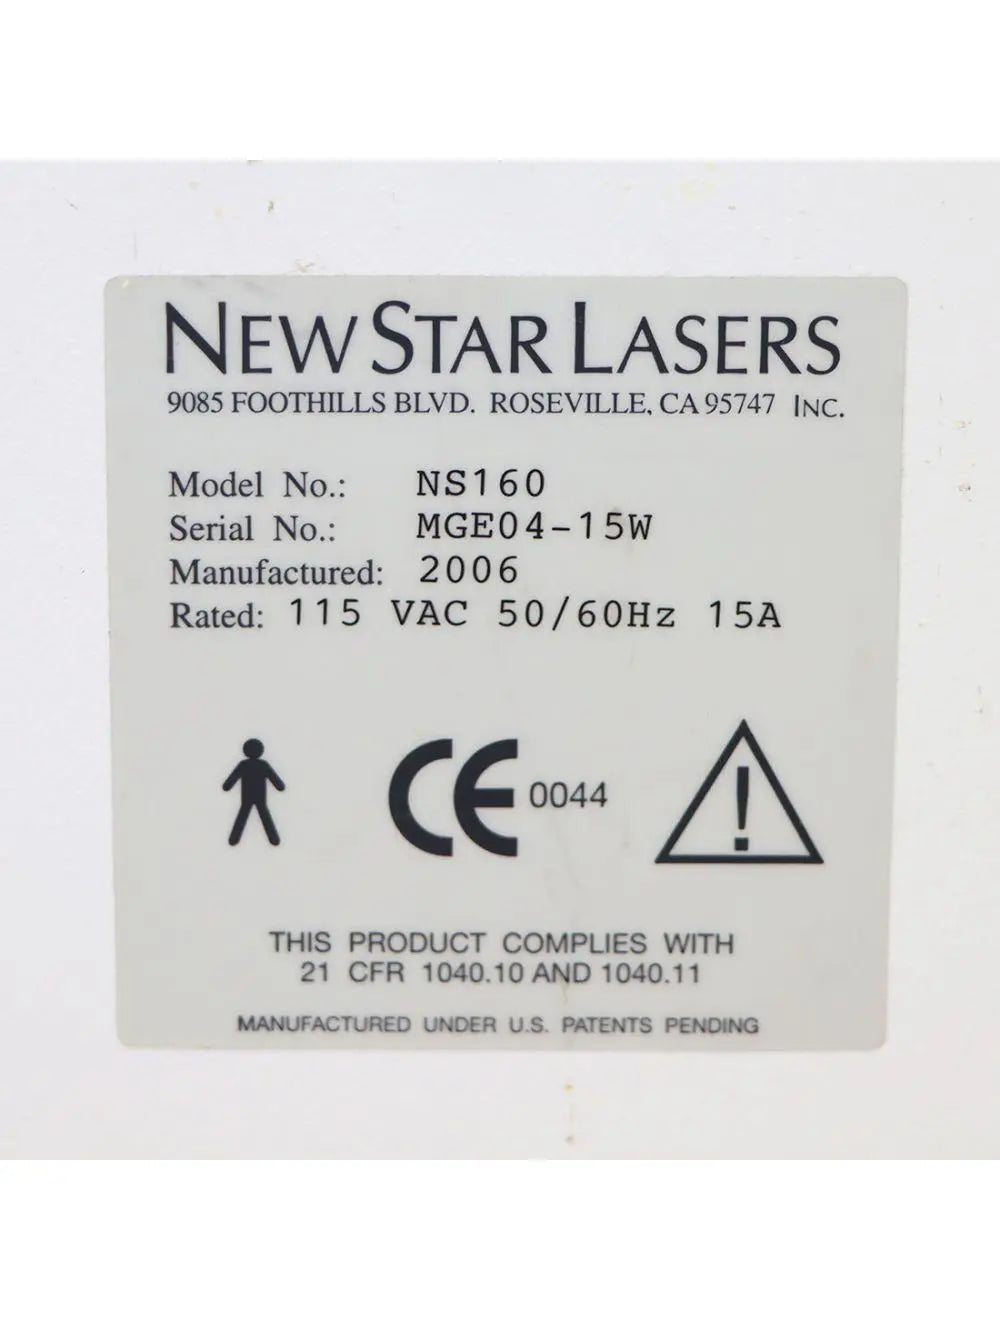 NEW STAR LASERS
9085 FOOTHILLS BLVD. ROSEVILLE, CA 95747 INC.
Model No.: NS160
Serial No.: MGE04-15W
Manufactured: 2006
Rated: 115 VAC 50/60Hz 15A
CE 0044
!
THIS PRODUCT COMPLIES WITH
21 CFR 1040.10 AND 1040.11
MANUFACTURED UNDER U.S. PATENTS PENDING